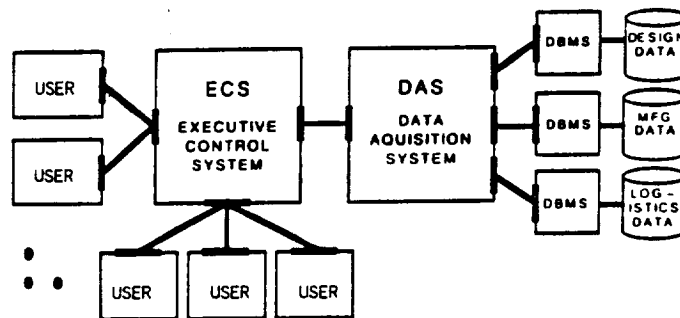 USER
USER
ECS
EXECUTIVE
CONTROL
SYSTEM
DAS
DATA
AQUISITION
SYSTEM
DBMS
DESIGN
DATA
DBMS
MFG
DATA
DBMS
LOG-
ISTICS
DATA
USER
USER
USER